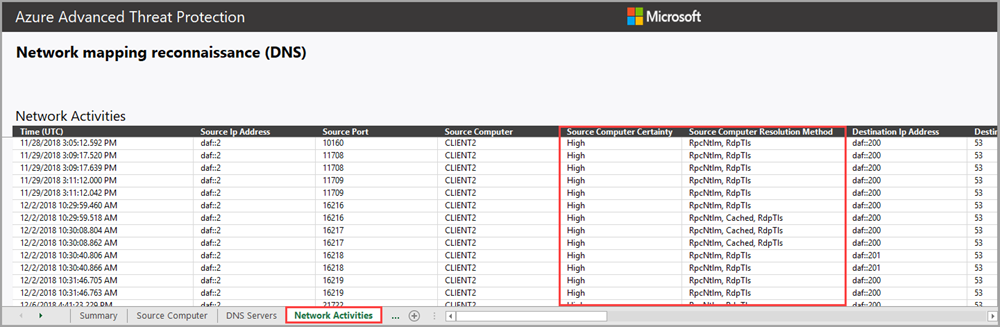 Azure Advanced Threat Protection Microsoft
Network mapping reconnaissance (DNS)
Network Activities
Time (UTC) Source Ip Address Source Port Source Computer Source Computer Certainty Source Computer Resolution Method Destination Ip Address Destin
11/28/2018 3:05:12.592 PM daf::2 10160 CLIENT2 High RpcNtlm, RdpTls daf::200 53
11/29/2018 3:09:17.520 PM daf::2 11708 CLIENT2 High RpcNtlm, RdpTls daf::200 53
11/29/2018 3:09:17.639 PM daf::2 11708 CLIENT2 High RpcNtlm, RdpTls daf::200 53
11/29/2018 3:11:12.000 PM daf::2 11709 CLIENT2 High RpcNtlm, RdpTls daf::200 53
11/29/2018 3:11:12.042 PM daf::2 11709 CLIENT2 High RpcNtlm, RdpTls daf::200 53
12/2/2018 10:29:59.460 AM daf::2 16216 CLIENT2 High RpcNtlm, RdpTls daf::200 53
12/2/2018 10:29:59.518 AM daf::2 16216 CLIENT2 High RpcNtlm, Cached, RdpTls daf::200 53
12/2/2018 10:30:08.804 AM daf::2 16217 CLIENT2 High RpcNtlm, Cached, RdpTls daf::200 53
12/2/2018 10:30:08.862 AM daf::2 16217 CLIENT2 High RpcNtlm, Cached, RdpTls daf::200 53
12/2/2018 10:30:40.806 AM daf::2 16218 CLIENT2 High RpcNtlm, RdpTls daf::201 53
12/2/2018 10:30:40.866 AM daf::2 16218 CLIENT2 High RpcNtlm, RdpTls daf::201 53
12/2/2018 10:31:46.705 AM daf::2 16219 CLIENT2 High RpcNtlm, RdpTls daf::200 53
12/2/2018 10:31:46.763 AM daf::2 16219 CLIENT2 High RpcNtlm, RdpTls daf::200 53
12/6/2018 4:41:23.229 PM daf::2 21722 CLIENT2 High RpcNtlm, RdpTls daf::200 53
Summary Source Computer DNS Servers Network Activities ...